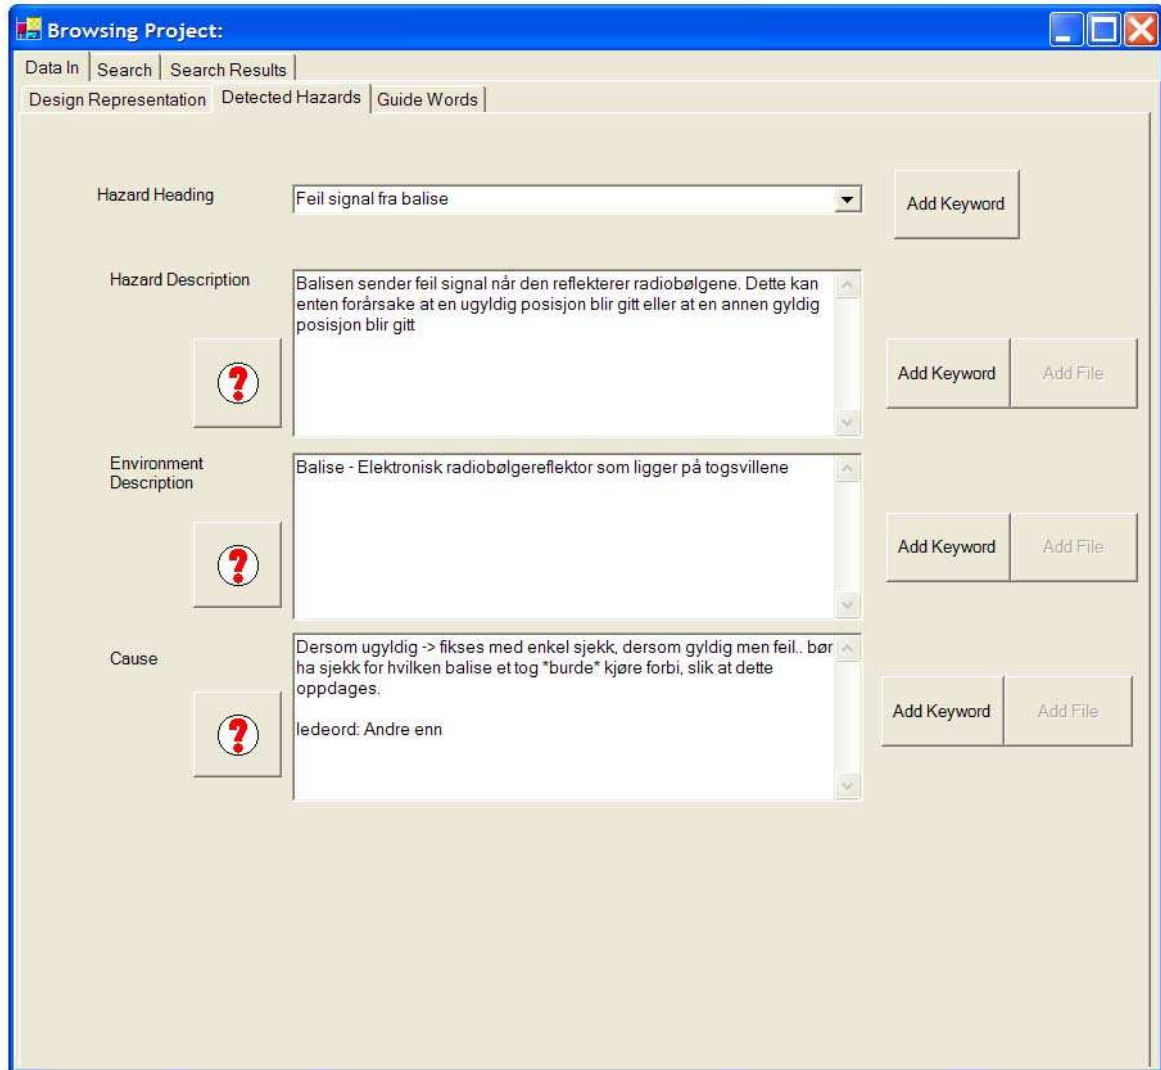 Browsing Project:
Data In Search Search Results
Design Representation Detected Hazards Guide Words
Hazard Heading
Feil signal fra balise
Add Keyword
Hazard Description
Balisen sender feil signal når den reflekterer radiobølgene. Dette kan
enten forårsake at en ugyldig posisjon blir gitt eller at en annen gyldig
posisjon blir gitt
?
Add Keyword Add File
Environment
Description
Balise - Elektronisk radiobølgereflektor som ligger på togsvillene
?
Add Keyword Add File
Cause
Dersom ugyldig -> fikses med enkel sjekk, dersom gyldig men feil.. bør
ha sjekk for hvilken balise et tog *burde* kjøre forbi, slik at dette
oppdages.
ledeord: Andre enn
?
Add Keyword Add File